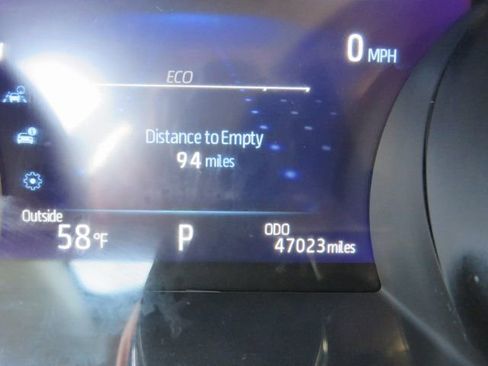 0 MPH
ECO
Distance to Empty
94 miles
Outside
58 °F
P
ODO
47023 miles